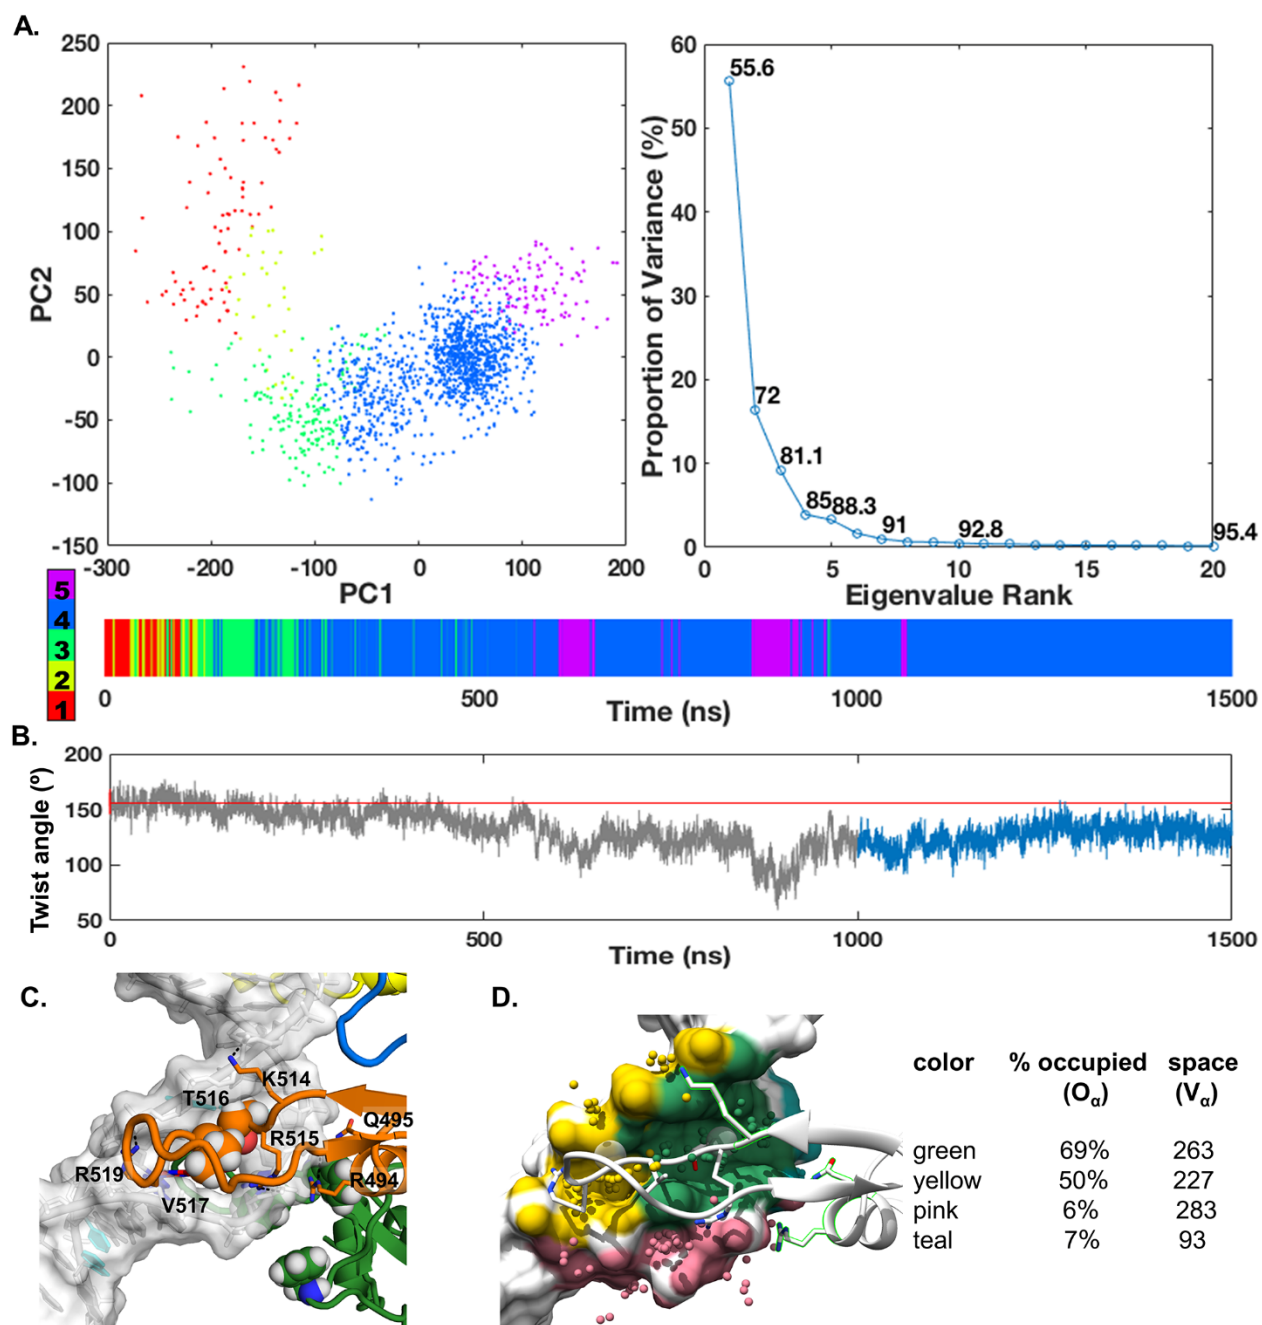 A.
250
200
150
100
50
0
-50
-100
-150
PC2
-300 -200 -100 0 100 200
PC1
60
50
40
30
20
10
0
Proportion of Variance (%)
55.6
72
81.1
85 88.3
91
92.8
95.4
0 5 10 15 20
Eigenvalue Rank
5
4
3
2
1
0 500 1000 1500
Time (ns)
B.
200
150
100
50
Twist angle (º)
0 500 1000 1500
Time (ns)
C.
K514
T516
Q495
R515
R519
R494
V517
D.
color % occupied space
(Oα) (Vα)
green 69% 263
yellow 50% 227
pink 6% 283
teal 7% 93